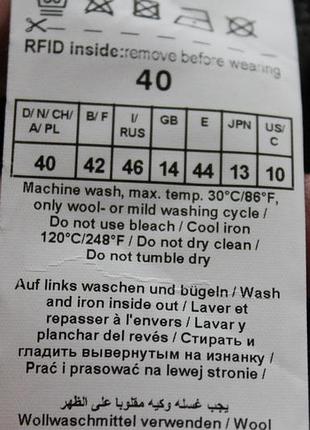 RFID inside:remove before wearing
40
D/ N/ CH/ A/ PL B/ F I/ RUS GB E JPN US/ C
40 42 46 14 44 13 10
Machine wash, max. temp. 30°C/86°F,
only wool- or mild washing cycle /
Do not use bleach / Cool iron
120°C/248°F / Do not dry clean /
Do not tumble dry
Auf links waschen und bügeln / Wash
and iron inside out / Laver et
repasser à l'envers / Lavar y
planchar del revés / Стирать и
гладить вывернутым на изнанку /
Prać i prasować na lewej stronie /
يجب غسله وكيه مقلوبا على الظهر
Wollwaschmittel verwenden / Wool